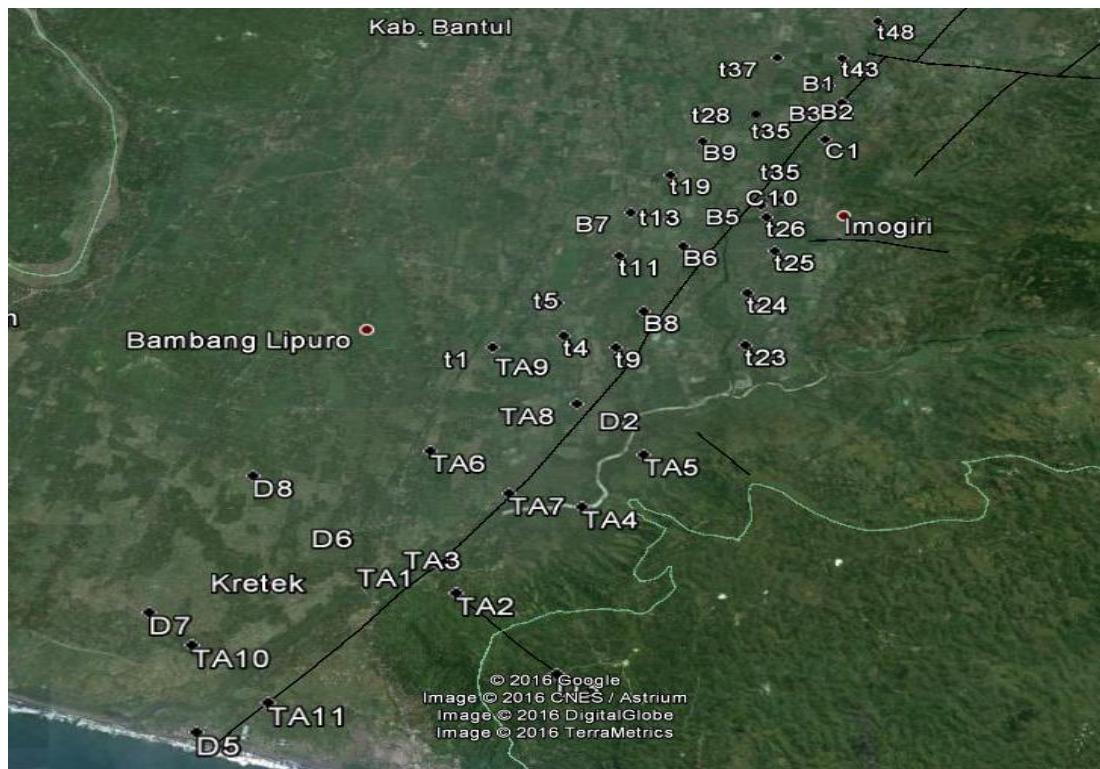 Kab. Bantul
t48
t37
t43
B1
t28
B3
B2
t35
B9
C1
t35
t19
C10
B7
t13
B5
t26
Imogiri
B6
t25
t11
t5
t24
B8
Bambang Lipuro
t1
TA9
t4
t9
t23
TA8
D2
TA6
TA5
D8
TA7
TA4
D6
TA3
TA1
Kretek
TA2
D7
TA10
© 2016 Google
Image © 2016 CNES / Astrium
TA11
Image © 2016 DigitalGlobe
Image © 2016 TerraMetrics
D5